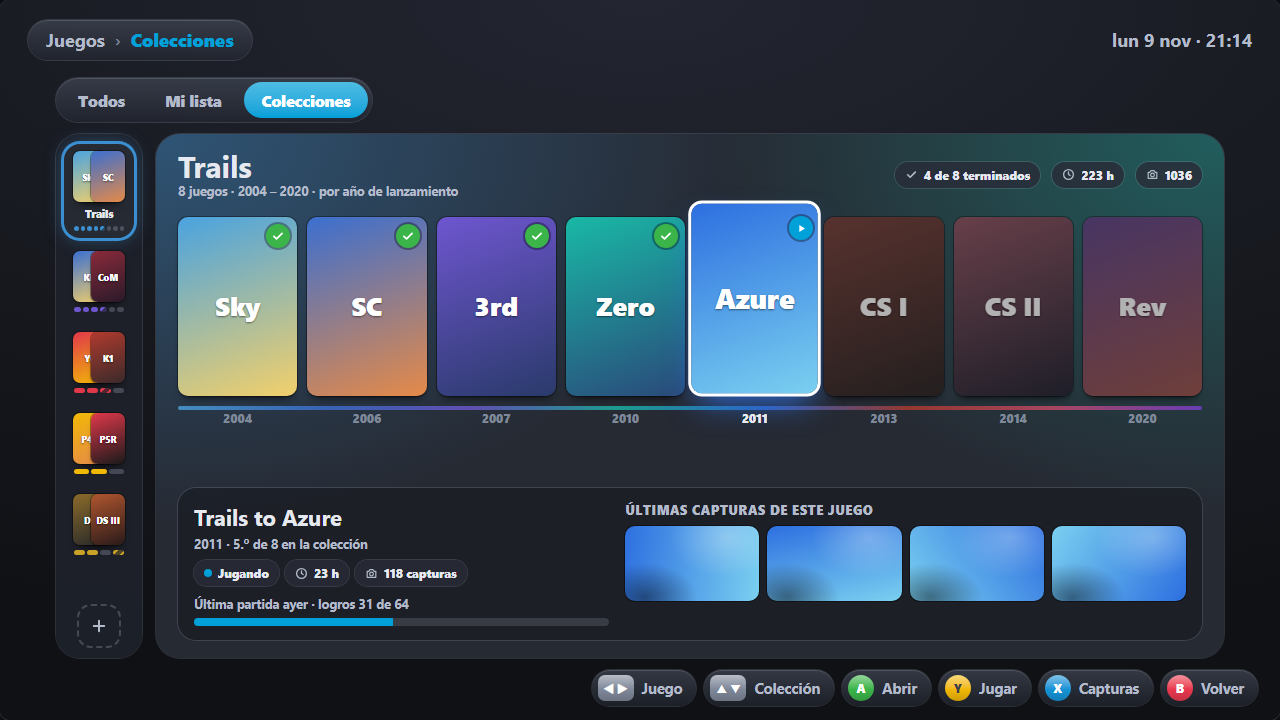 Juegos › Colecciones
lun 9 nov · 21:14
Todos
Mi lista
Colecciones
SC
Trails
CoM
K1
P5R
DS III
+
Trails
8 juegos · 2004 – 2020 · por año de lanzamiento
4 de 8 terminados
223 h
1036
Sky
SC
3rd
Zero
Azure
CS I
CS II
Rev
2004
2006
2007
2010
2011
2013
2014
2020
Trails to Azure
2011 · 5.º de 8 en la colección
Jugando
23 h
118 capturas
Última partida ayer · logros 31 de 64
ÚLTIMAS CAPTURAS DE ESTE JUEGO
Juego
Colección
A Abrir
Y Jugar
X Capturas
B Volver